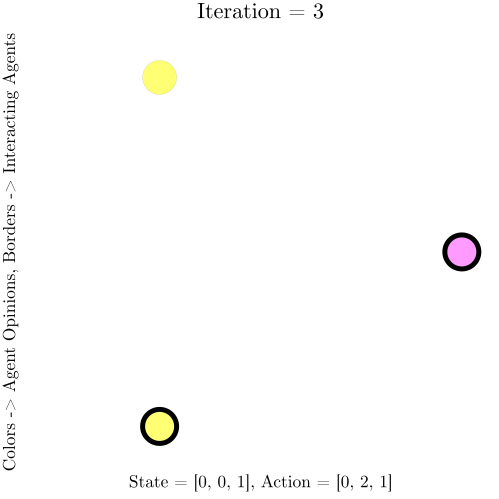 Iteration = 3
Colors -> Agent Opinions, Borders -> Interacting Agents
State = [0, 0, 1], Action = [0, 2, 1]